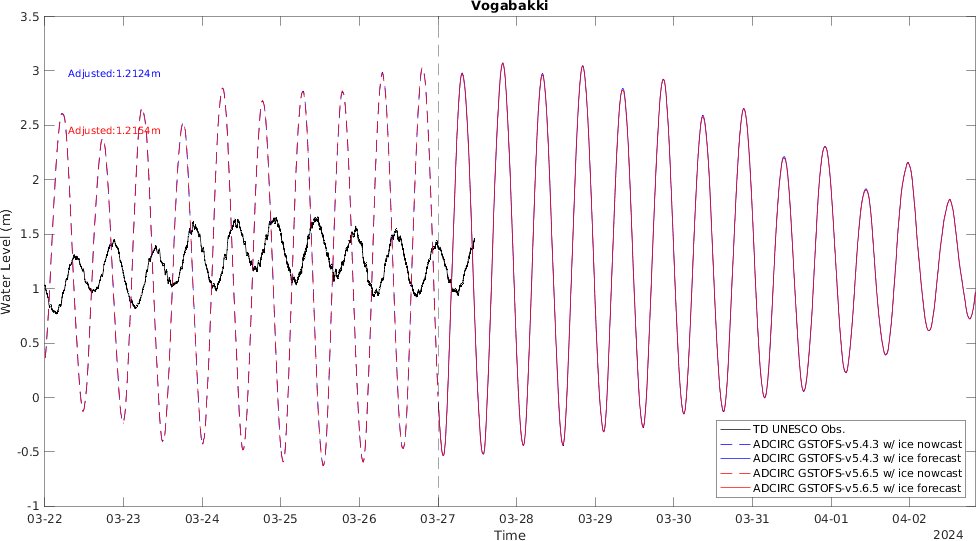 Vogabakki
3.5
3
2.5
2
1.5
1
0.5
0
-0.5
-1
Water Level (m)
Adjusted:1.2124m
Adjusted:1.2154m
TD UNESCO Obs.
ADCIRC GSTOFS-v5.4.3 w/ ice nowcast
ADCIRC GSTOFS-v5.4.3 w/ ice forecast
ADCIRC GSTOFS-v5.6.5 w/ ice nowcast
ADCIRC GSTOFS-v5.6.5 w/ ice forecast
03-22 03-23 03-24 03-25 03-26 03-27 03-28 03-29 03-30 03-31 04-01 04-02
Time
2024